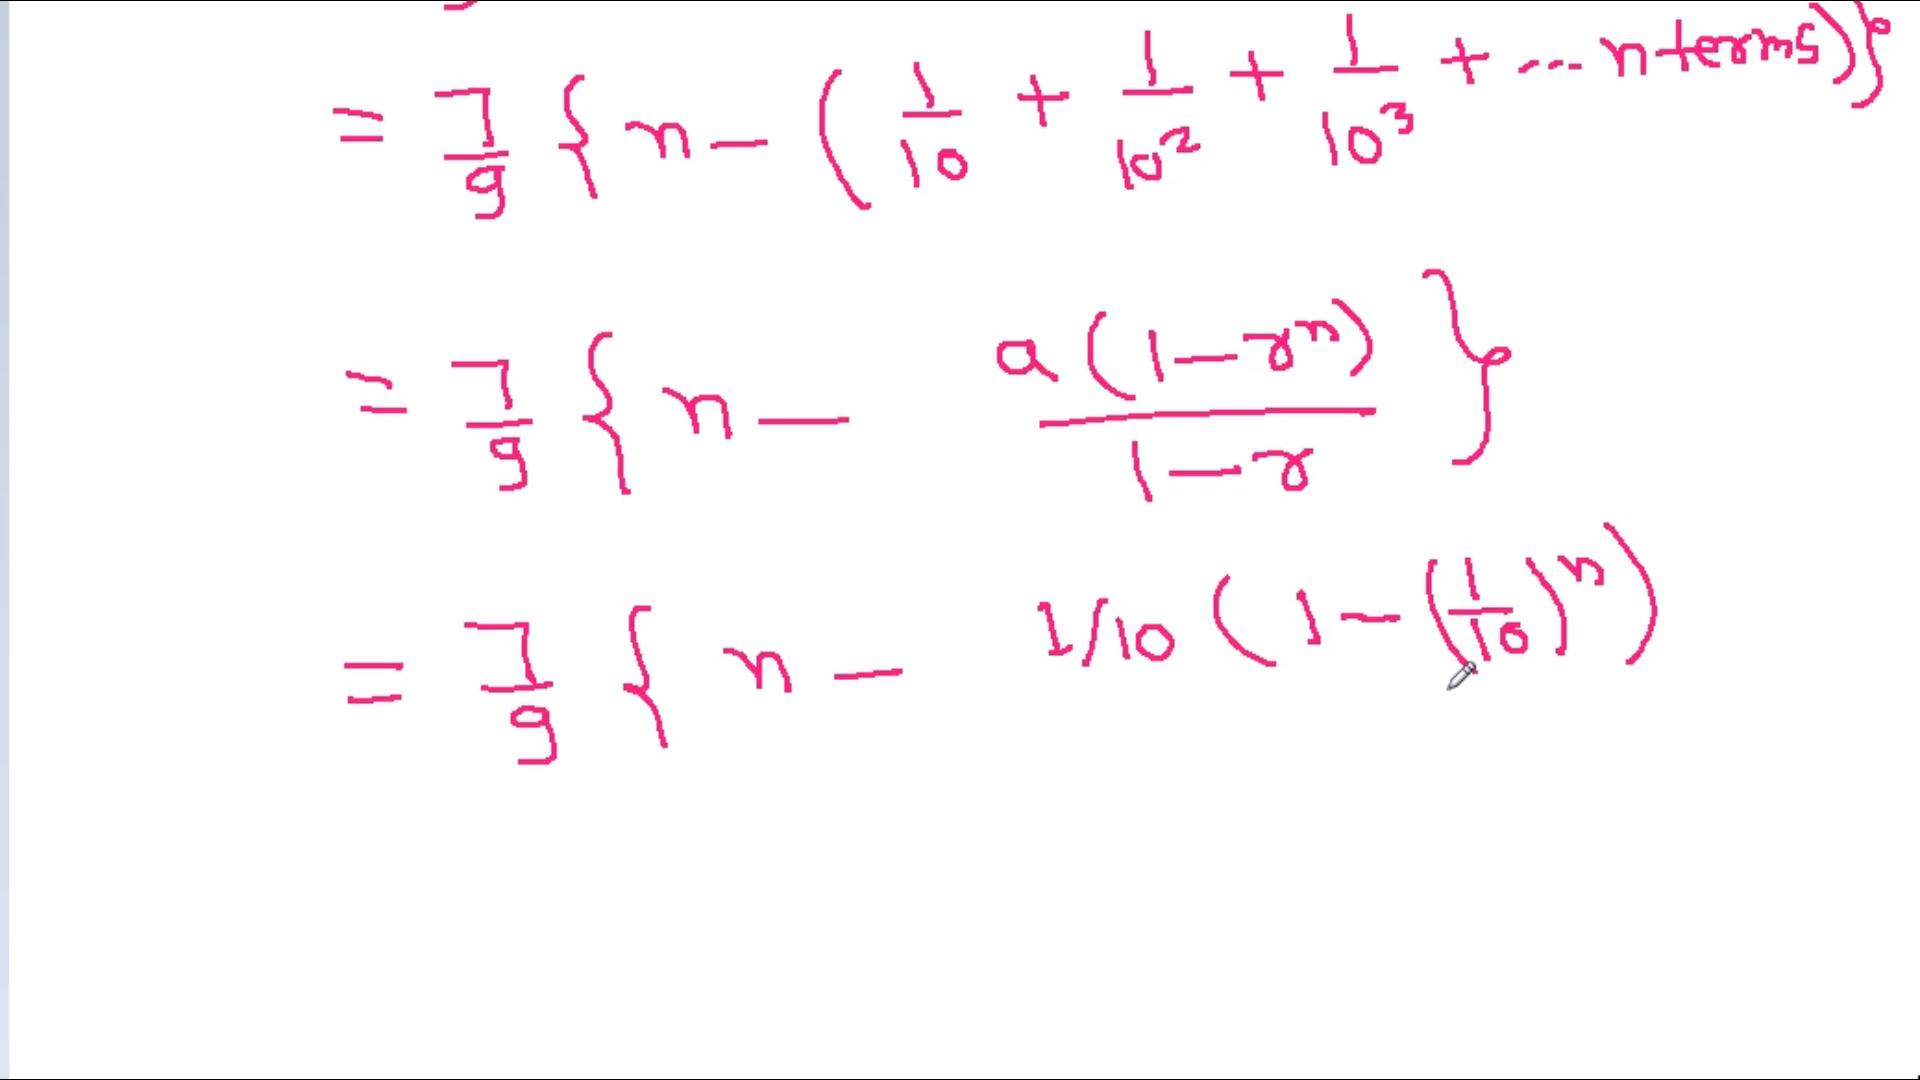 = 7/9 { n - ( 1/10 + 1/10² + 1/10³ + ... n terms ) }
= 7/9 { n - a(1-rⁿ)/(1-r) }
= 7/9 { n - 1/10 ( 1 - (1/10)ⁿ )